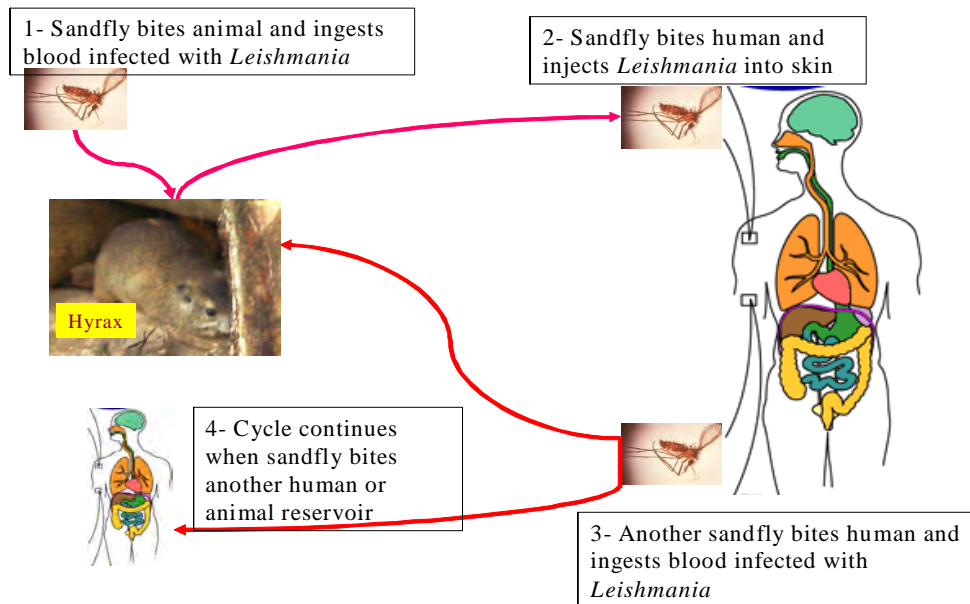 1- Sandfly bites animal and ingests
blood infected with Leishmania
2- Sandfly bites human and
injects Leishmania into skin
Hyrax
4- Cycle continues
when sandfly bites
another human or
animal reservoir
3- Another sandfly bites human and
ingests blood infected with
Leishmania